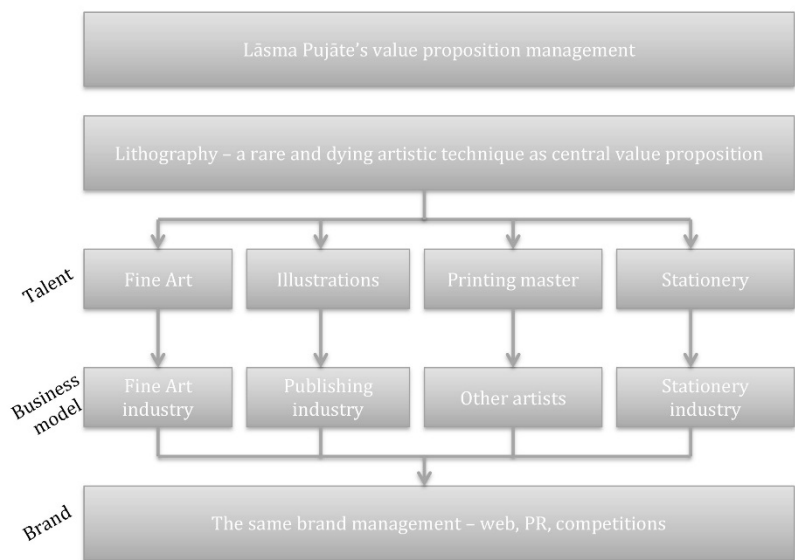 Lāsma Pujāte's value proposition management
Lithography – a rare and dying artistic technique as central value proposition
Talent
Fine Art
Illustrations
Printing master
Stationery
Business
model
Fine Art
industry
Publishing
industry
Other artists
Stationery
industry
Brand
The same brand management – web, PR, competitions